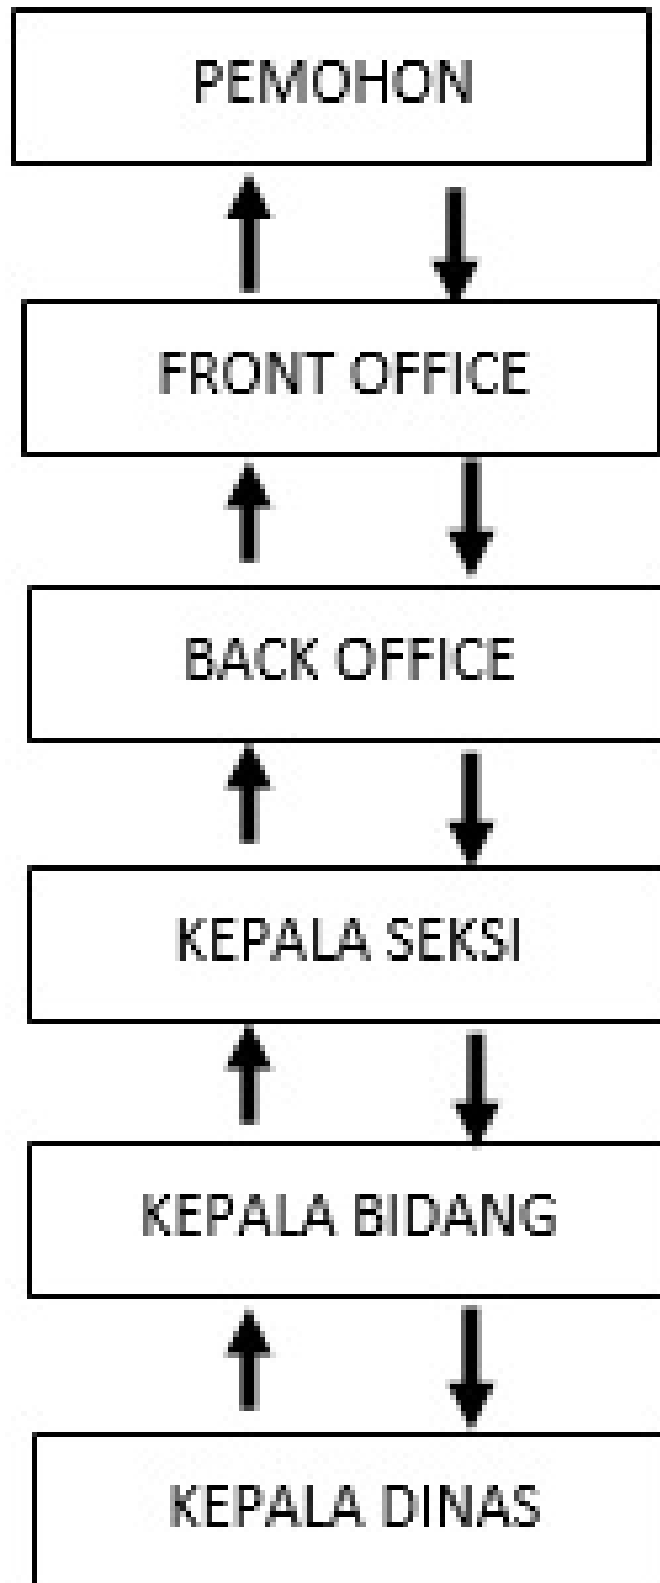 PEMOHON
FRONT OFFICE
BACK OFFICE
KEPALA SEKSI
KEPALA BIDANG
KEPALA DINAS